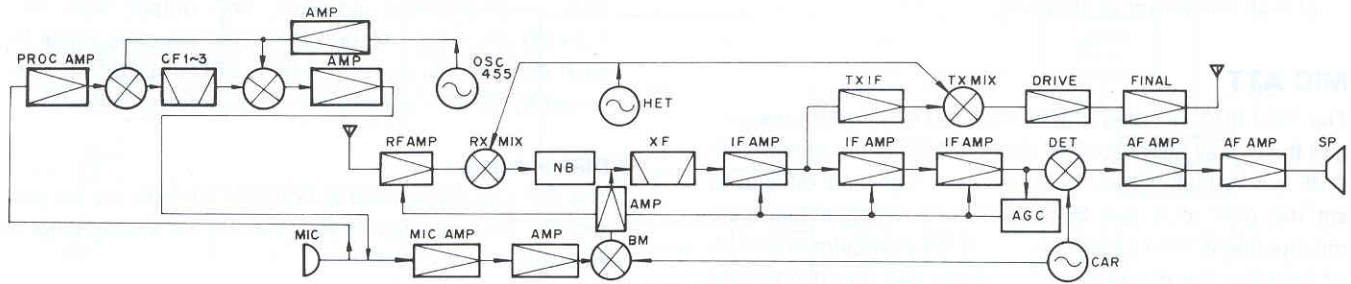 AMP
PROC AMP
CF1~3
AMP
OSC
455
MIC ATT
HET
TX IF
TX MIX
DRIVE
FINAL
RF AMP
RX MIX
NB
XF
IF AMP
IF AMP
IF AMP
DET
AF AMP
AF AMP
SP
AMP
AGC
MIC
MIC AMP
AMP
BM
CAR